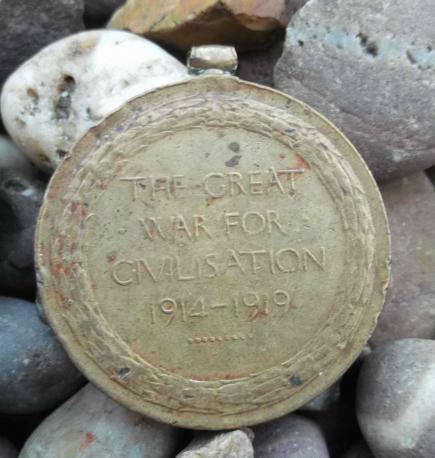 THE GREAT
WAR FOR
CIVILISATION
1914-1919